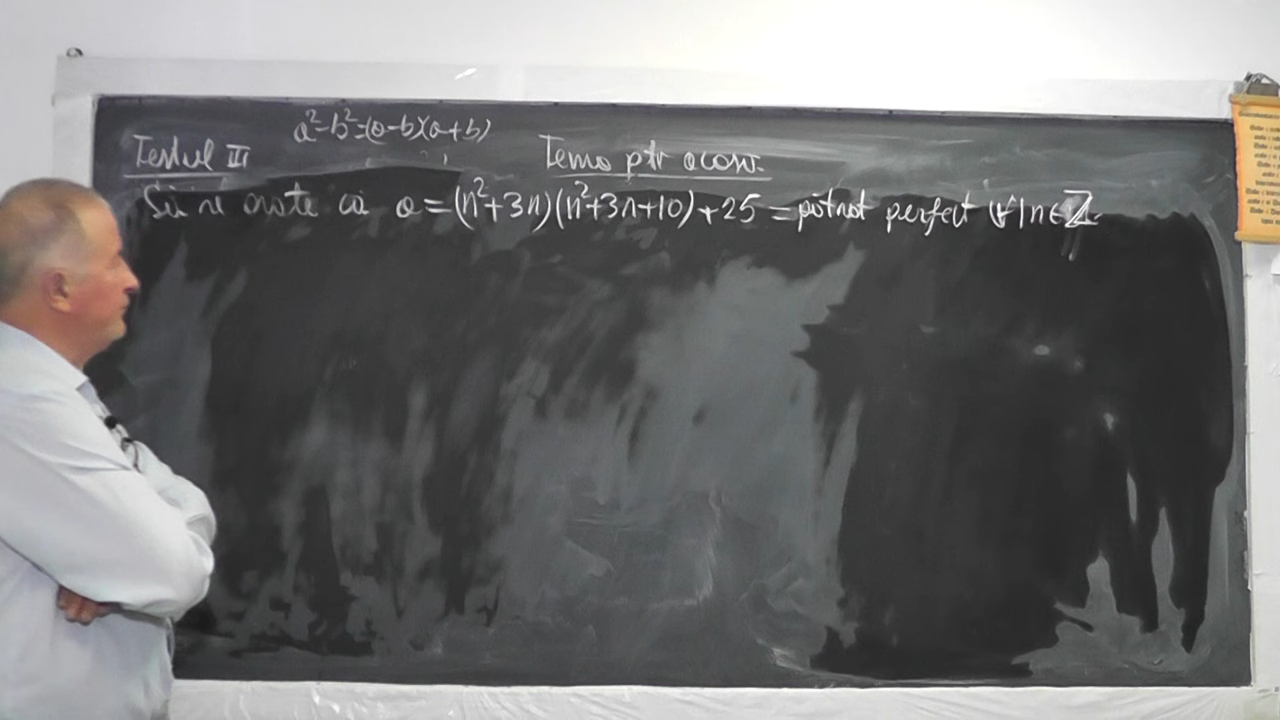 a²-b²=(a-b)(a+b)
Testul III
Tema ptr acasă.
Să se arate că a=(n²+3n)(n²+3n+10)+25 = pătrat perfect (∀) n∈ℤ.